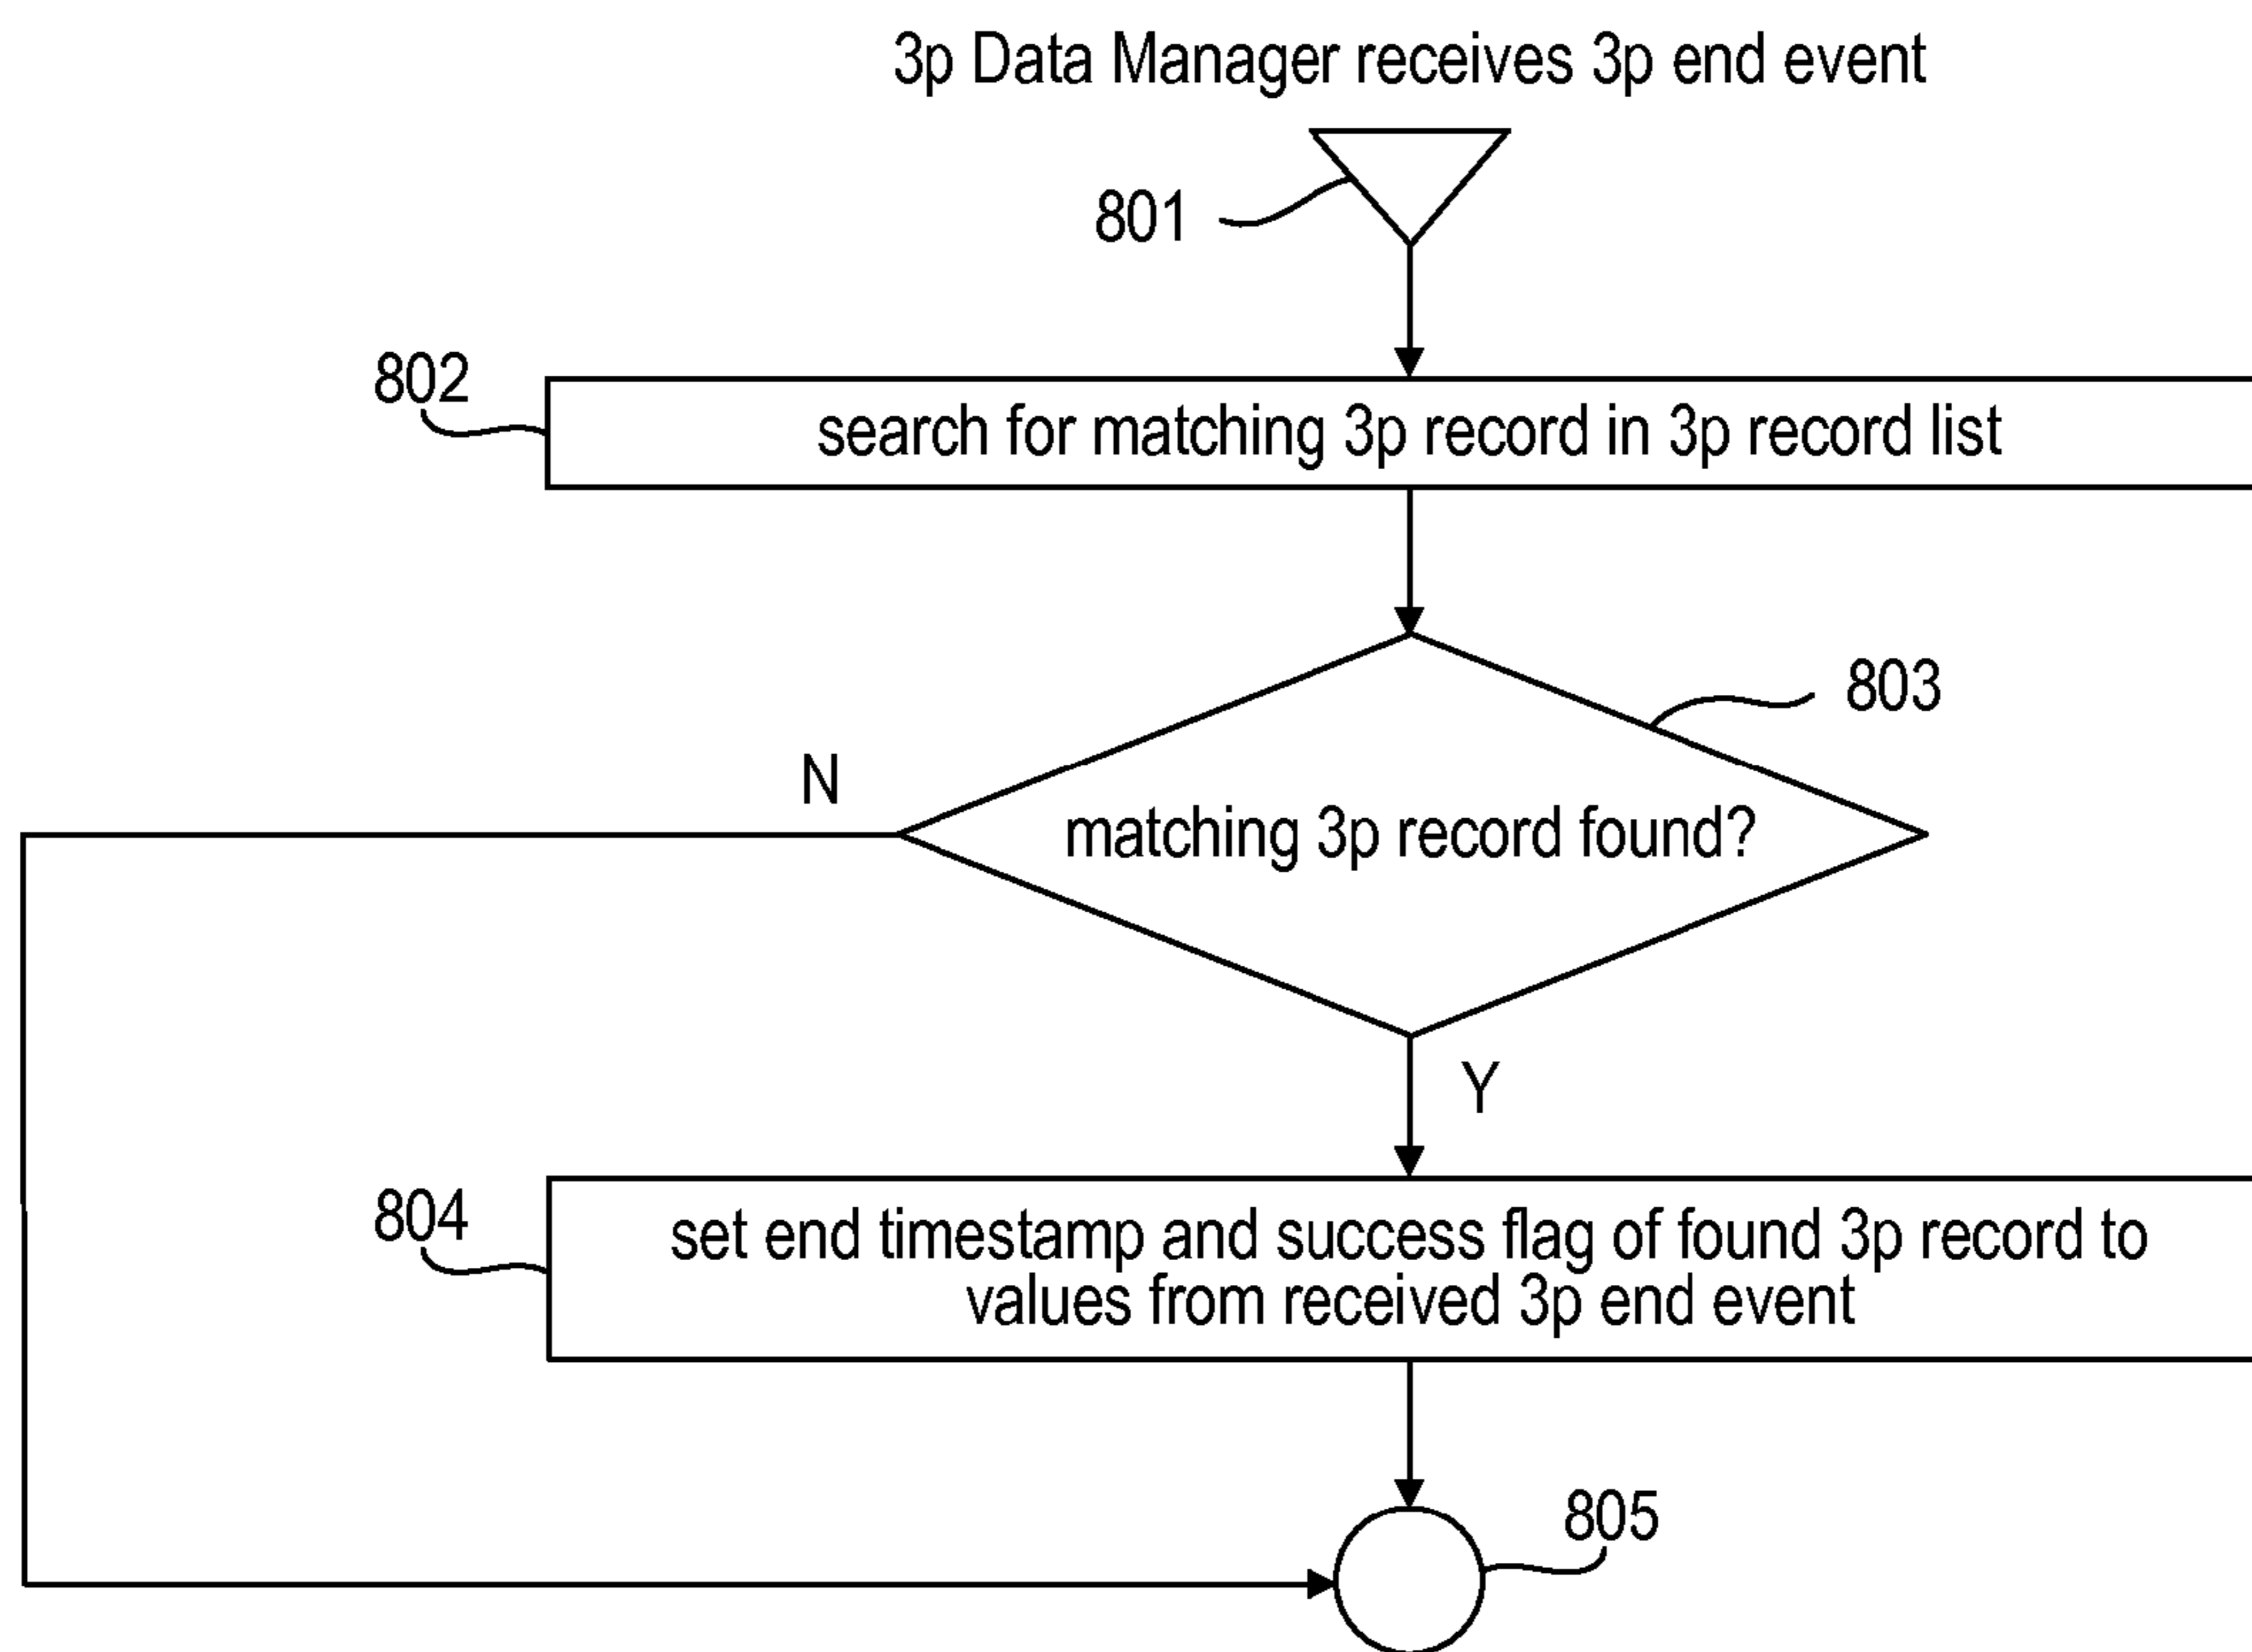 3p Data Manager receives 3p end event
801
802
search for matching 3p record in 3p record list
803
N
matching 3p record found?
Y
804
set end timestamp and success flag of found 3p record to
values from received 3p end event
805